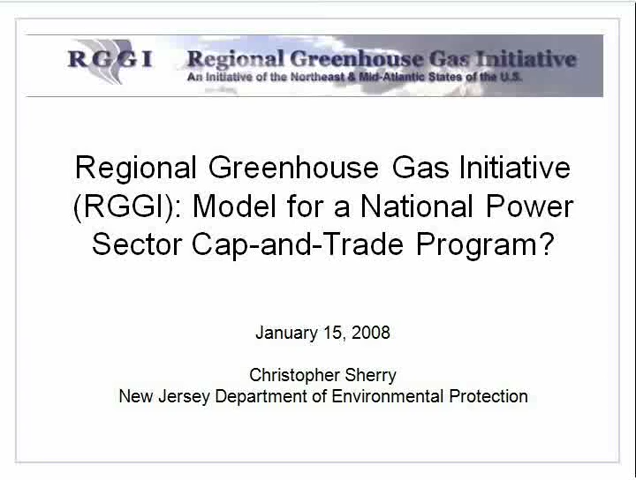 RGGI Regional Greenhouse Gas Initiative
An Initiative of the Northeast & Mid-Atlantic States of the U.S.
Regional Greenhouse Gas Initiative
(RGGI): Model for a National Power
Sector Cap-and-Trade Program?
January 15, 2008
Christopher Sherry
New Jersey Department of Environmental Protection